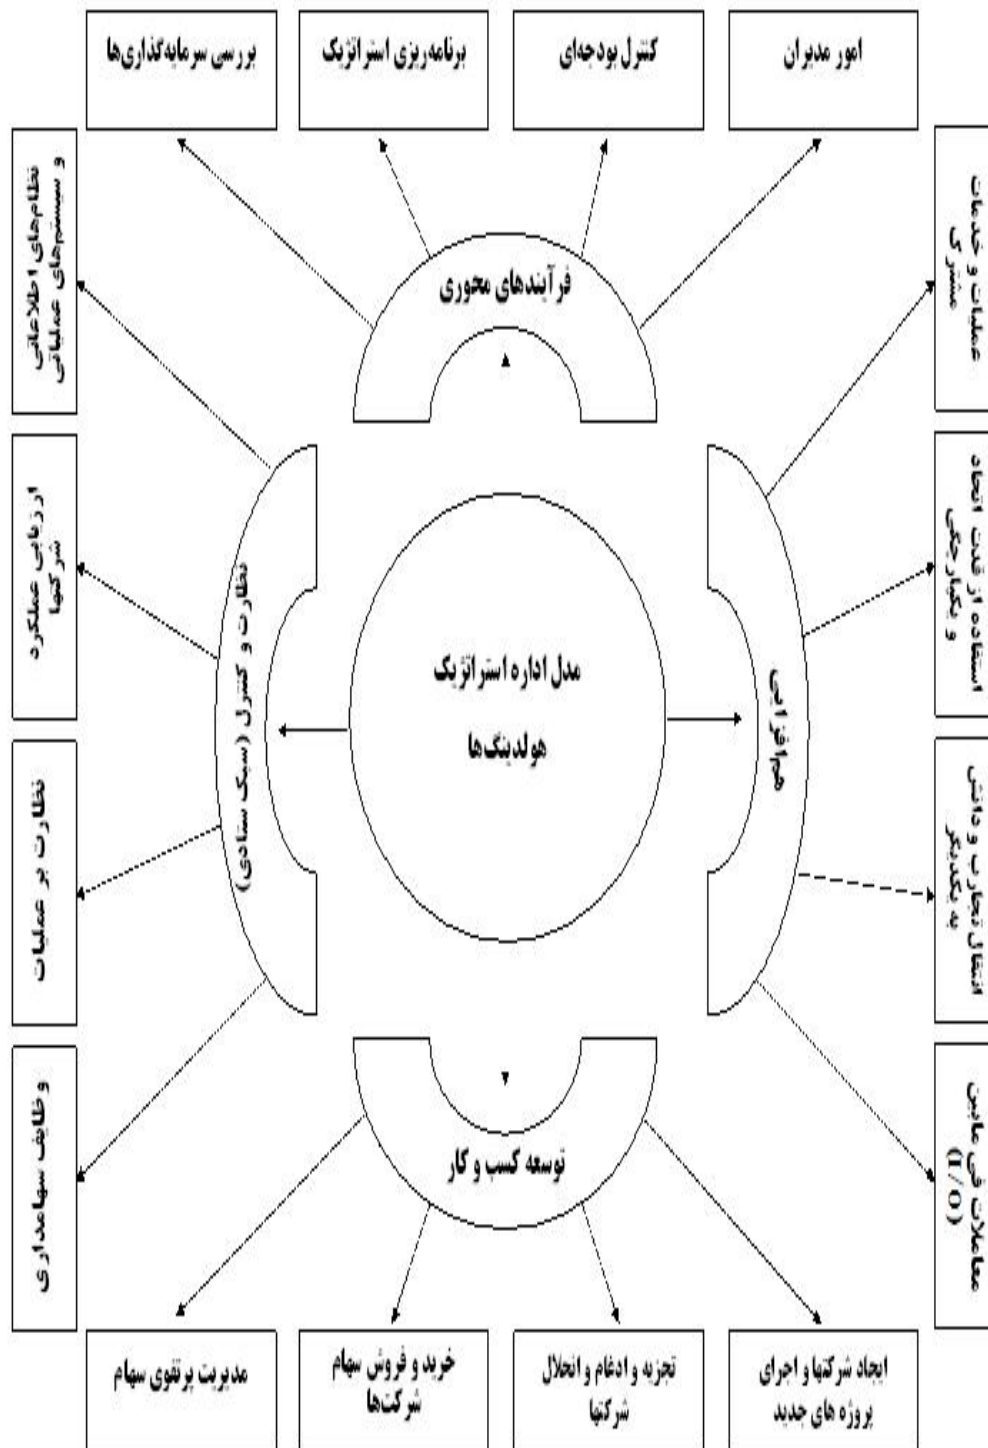 امور مدیران
کنترل بودجه‌ای
برنامه‌ریزی استراتژیک
بررسی سرمایه‌گذاری‌ها
فرآیندهای محوری
عملیات و خدمات
مشترک
استفاده از قدت اتحاد
و یکپارچگی
انتقال تجارب و دانش
به یکدیگر
معاملات فی مابین
(I/O)
هم‌افزایی
مدل اداره استراتژیک
هولدینگ‌ها
نظارت و کنترل (سبک ستادی)
نظام‌های اطلاعاتی
و سیستم‌های عملیاتی
ارزیابی عملکرد
شرکتها
نظارت بر عملیات
وظایف سهامداری
توسعه کسب و کار
ایجاد شرکتها و اجرای
پروژه های جدید
تجزیه و ادغام و انحلال
شرکتها
خرید و فروش سهام
شرکت‌ها
مدیریت پرتفوی سهام